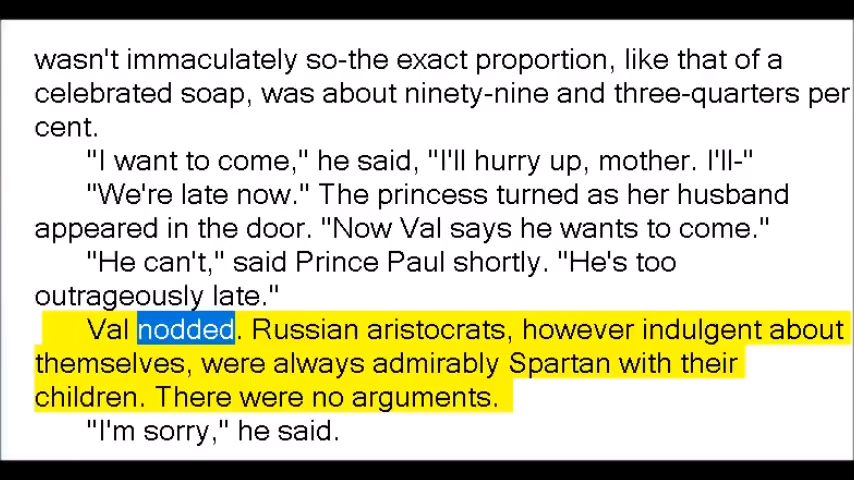 wasn't immaculately so-the exact proportion, like that of a
celebrated soap, was about ninety-nine and three-quarters per
cent.
"I want to come," he said, "I'll hurry up, mother. I'll-"
"We're late now." The princess turned as her husband
appeared in the door. "Now Val says he wants to come."
"He can't," said Prince Paul shortly. "He's too
outrageously late."
Val nodded. Russian aristocrats, however indulgent about
themselves, were always admirably Spartan with their
children. There were no arguments.
"I'm sorry," he said.